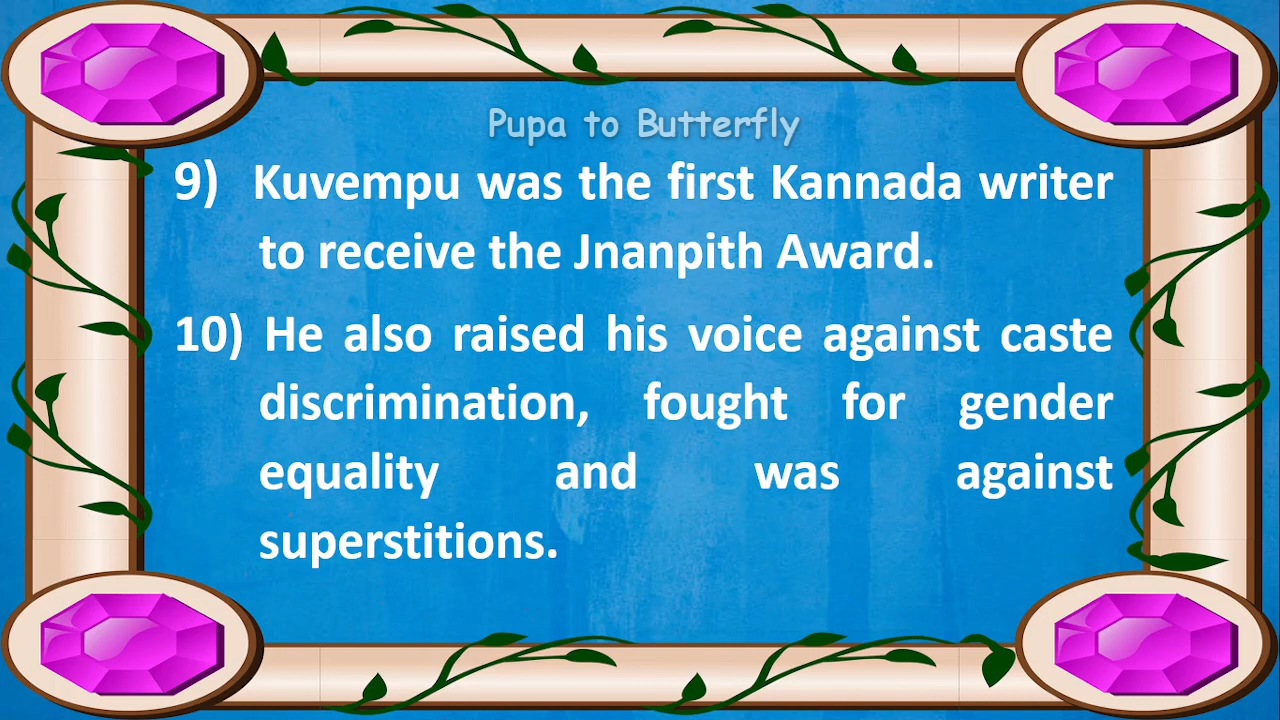 Pupa to Butterfly
9) Kuvempu was the first Kannada writer
to receive the Jnanpith Award.
10) He also raised his voice against caste
discrimination, fought for gender
equality and was against
superstitions.